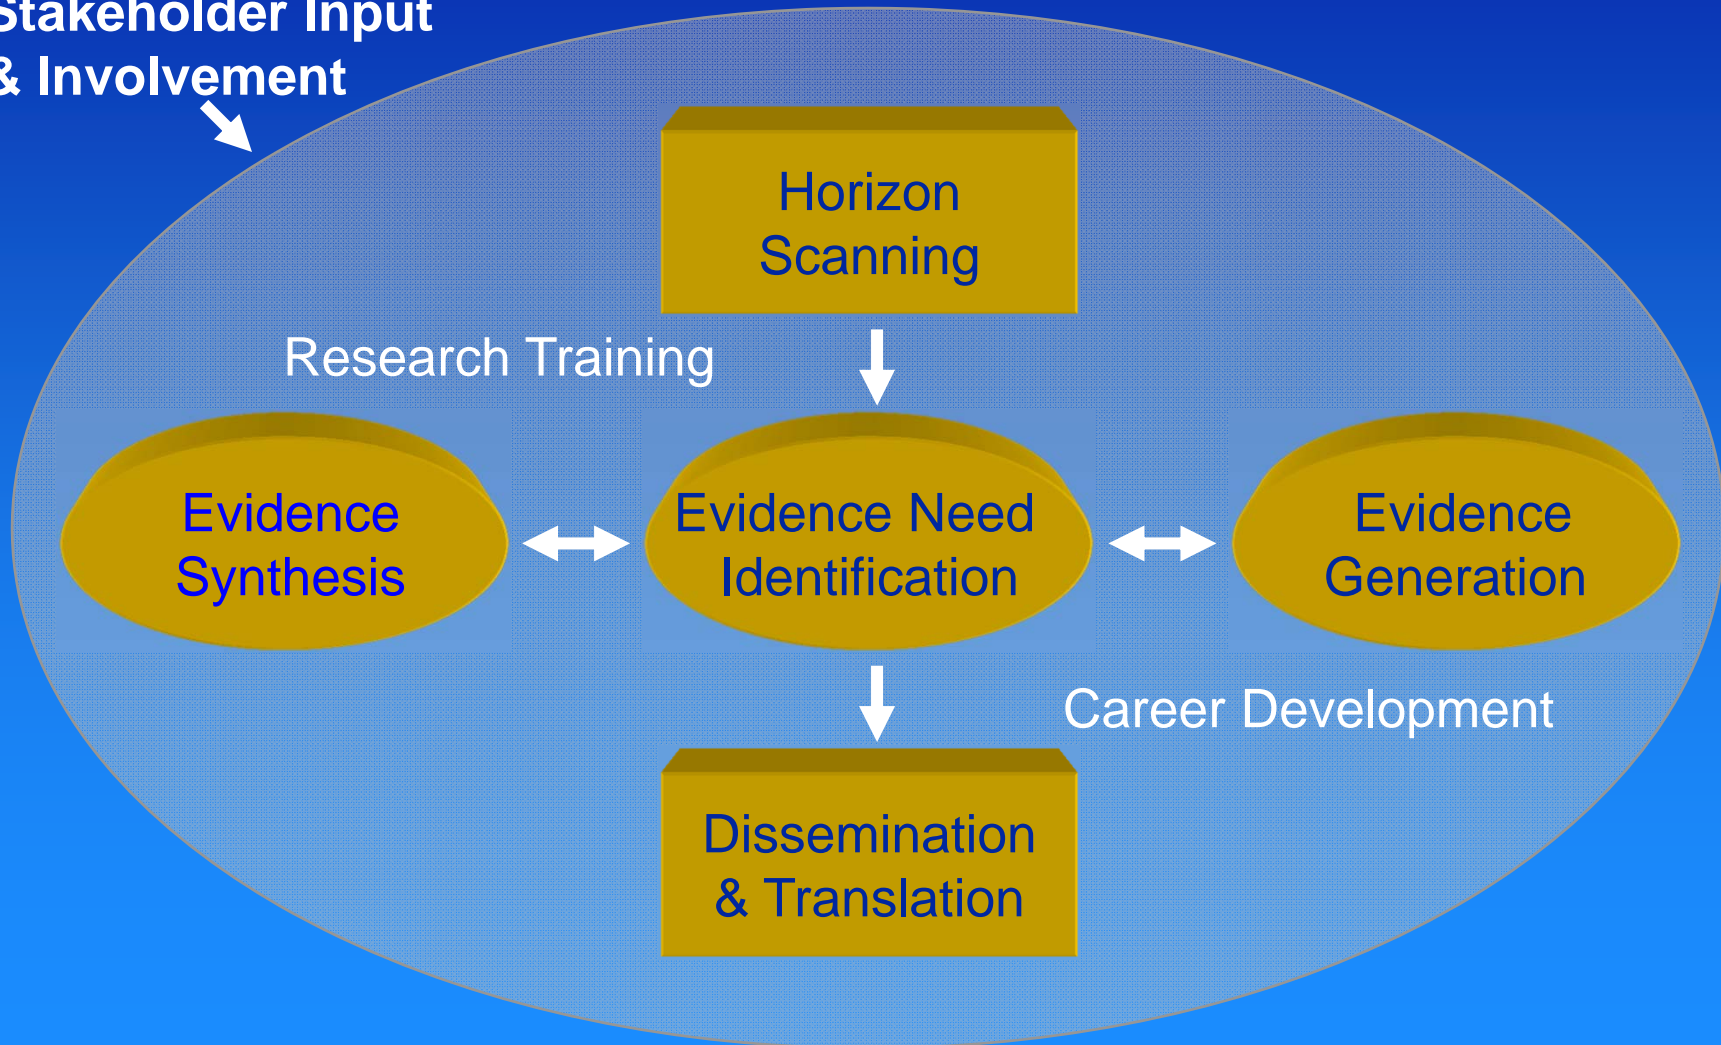 Stakeholder Input
& Involvement
Horizon
Scanning
Research Training
Evidence
Synthesis
Evidence Need
Identification
Evidence
Generation
Career Development
Dissemination
& Translation